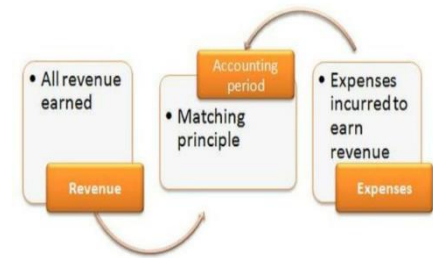 • All revenue
earned
Revenue
Accounting
period
• Matching
principle
• Expenses
incurred to
earn
revenue
Expenses